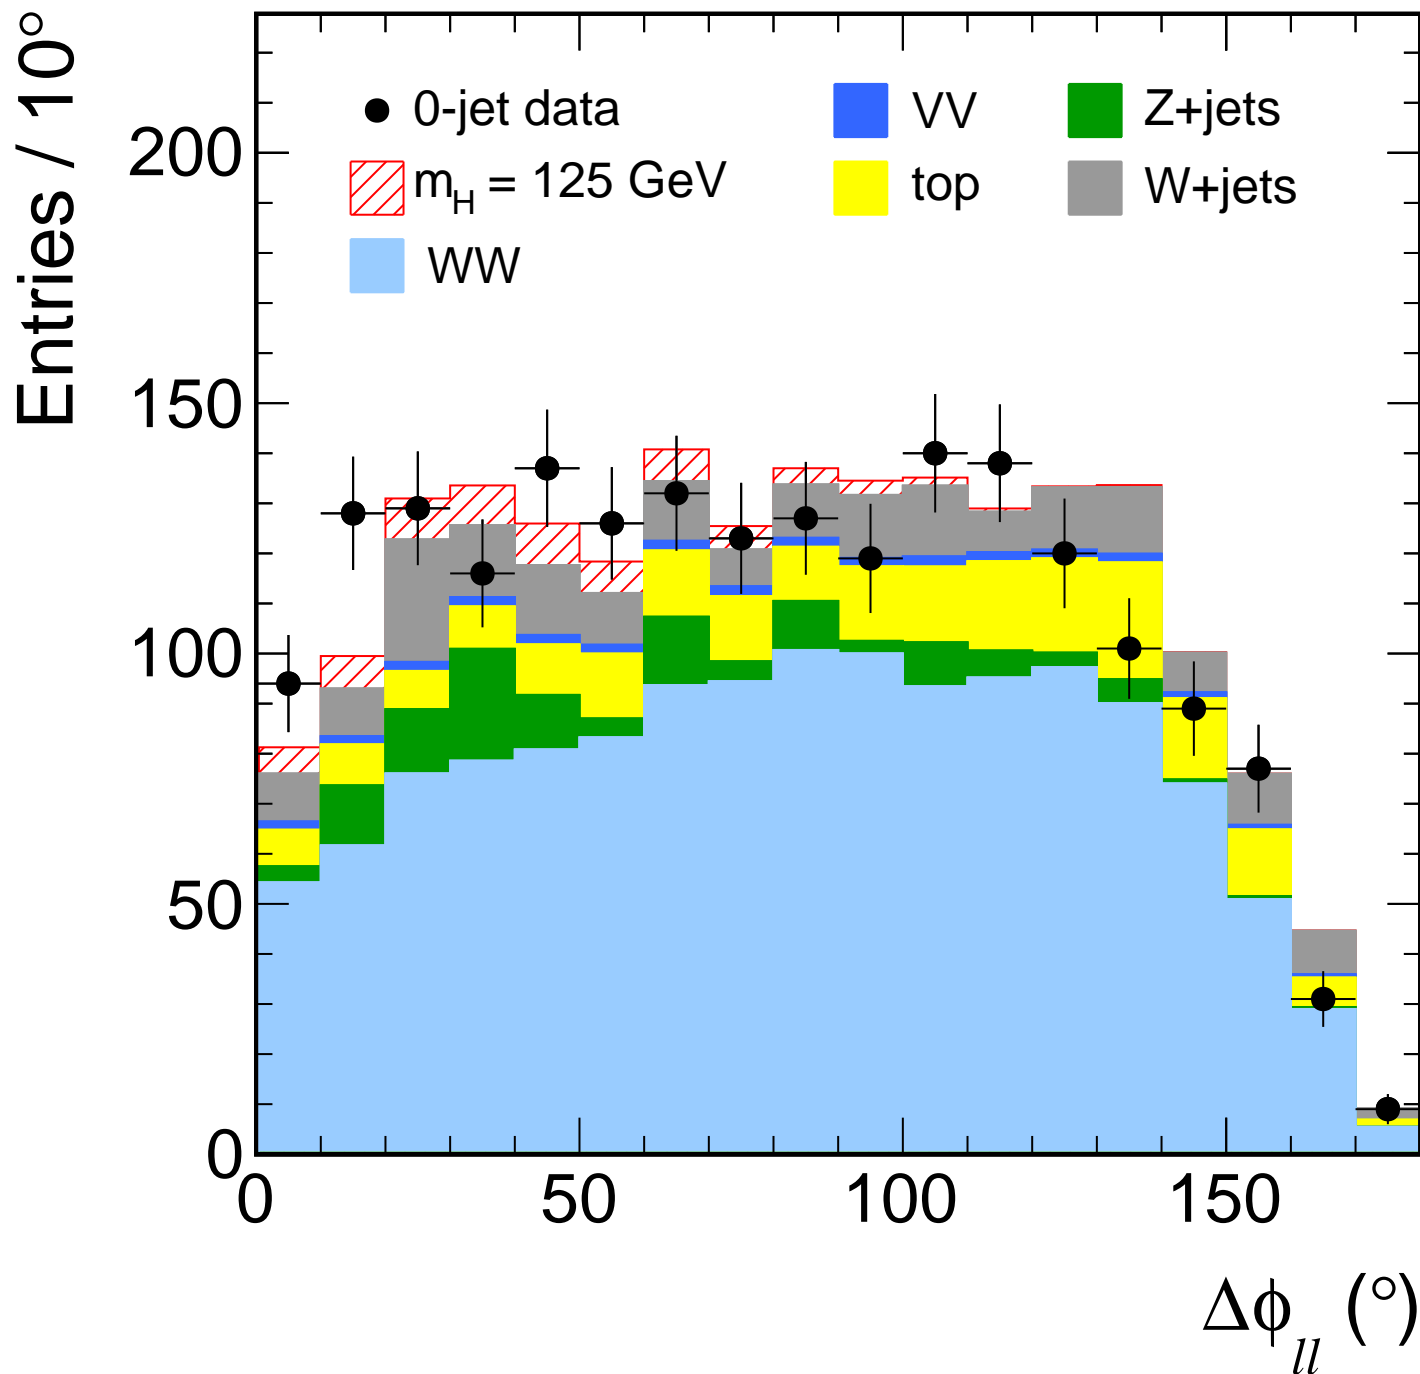 Entries / 10°
0-jet data
VV
Z+jets
m_H = 125 GeV
top
W+jets
WW
200
150
100
50
0
0 50 100 150
Δϕ_ll (°)